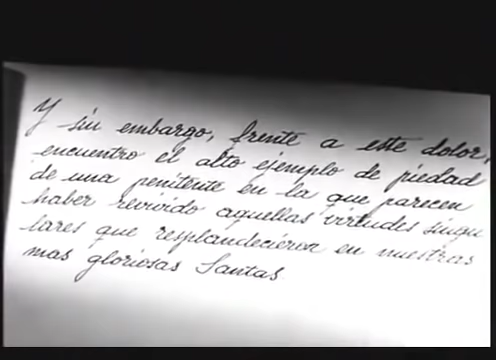 Y sin embargo, frente a este dolor,
encuentro el alto ejemplo de piedad
de una penitente en la que parecen
haber revivido aquellas virtudes singu
lares que resplandecieron en nuestras
mas gloriosas Santas